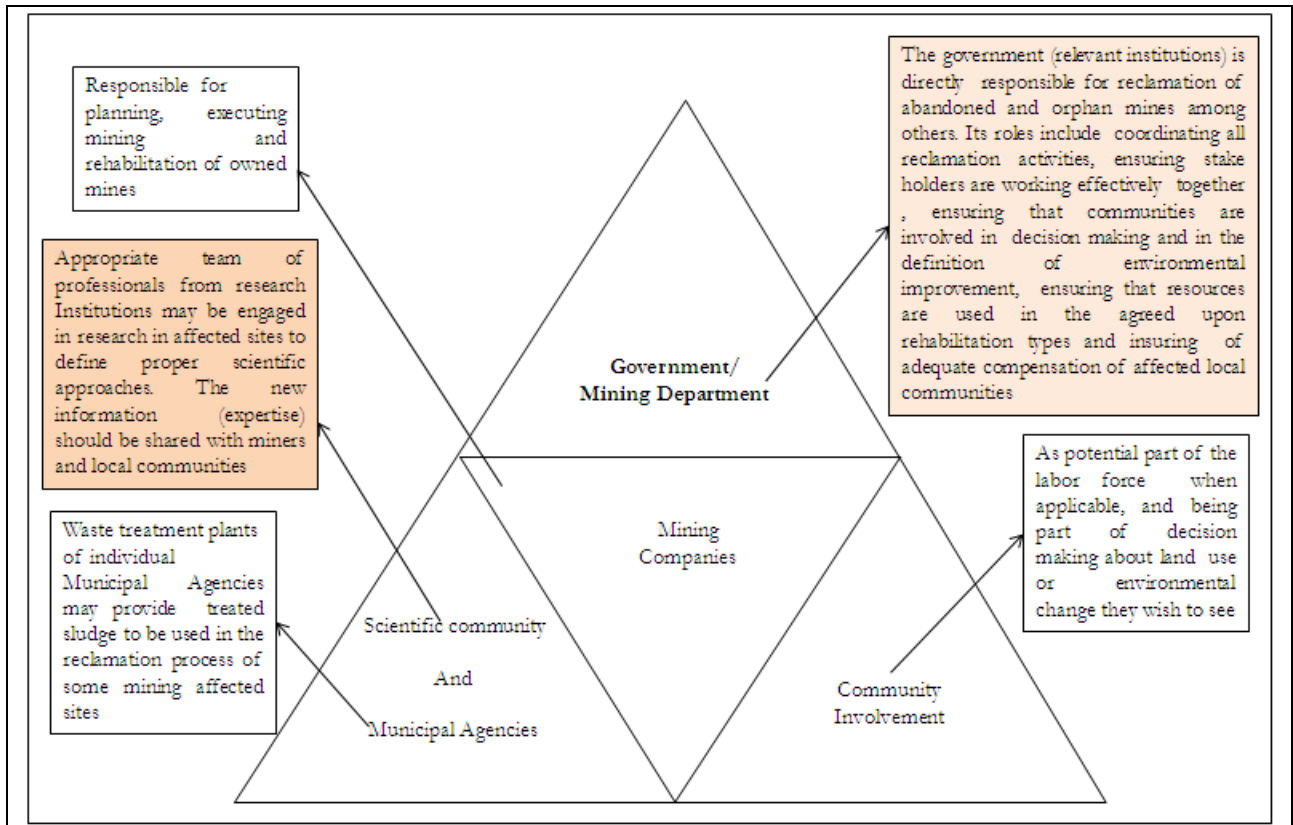 Responsible for
planning, executing
mining and
rehabilitation of owned
mines
The government (relevant institutions) is
directly responsible for reclamation of
abandoned and orphan mines among
others. Its roles include coordinating all
reclamation activities, ensuring stake
holders are working effectively together
, ensuring that communities are
involved in decision making and in the
definition of environmental
improvement, ensuring that resources
are used in the agreed upon
rehabilitation types and insuring of
adequate compensation of affected local
communities
Appropriate team of
professionals from research
Institutions may be engaged
in research in affected sites to
define proper scientific
approaches. The new
information (expertise)
should be shared with miners
and local communities
Government/
Mining Department
As potential part of the
labor force when
applicable, and being
part of decision
making about land use
or environmental
change they wish to see
Waste treatment plants
of individual
Municipal Agencies
may provide treated
sludge to be used in the
reclamation process of
some mining affected
sites
Mining
Companies
Scientific community
And
Municipal Agencies
Community
Involvement